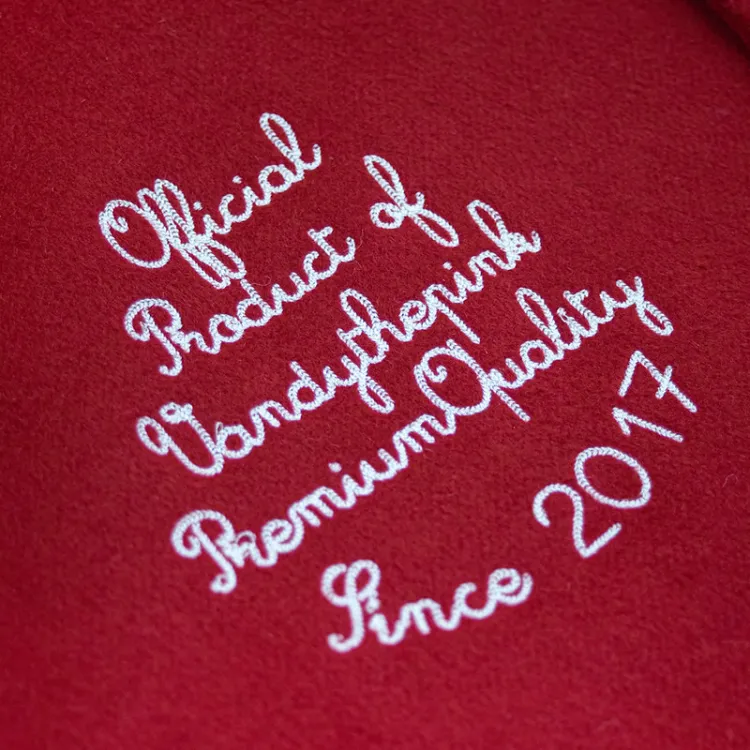 Official
Product of
Vandythepink
Premium Quality
Since 2017